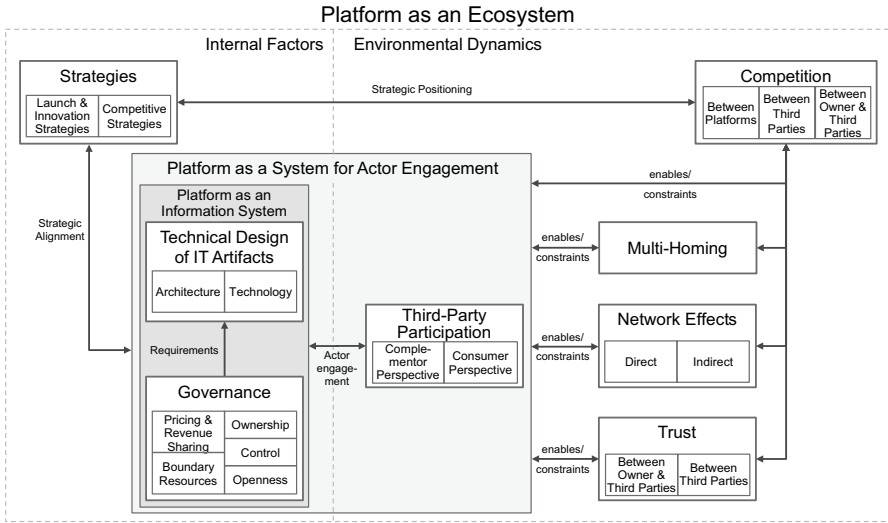 Platform as an Ecosystem
Internal Factors
Environmental Dynamics
Strategies
Launch &
Innovation
Strategies
Competitive
Strategies
Strategic Positioning
Competition
Between
Platforms
Between
Third
Parties
Between
Owner &
Third
Parties
Strategic
Alignment
Platform as a System for Actor Engagement
Platform as an
Information System
Technical Design
of IT Artifacts
Architecture
Technology
Requirements
Governance
Pricing &
Revenue
Sharing
Boundary
Resources
Ownership
Control
Openness
Actor
engage-
ment
Third-Party
Participation
Comple-
mentor
Perspective
Consumer
Perspective
enables/
constraints
enables/
constraints
Multi-Homing
enables/
constraints
Network Effects
Direct
Indirect
enables/
constraints
Trust
Between
Owner &
Third Parties
Between
Third Parties